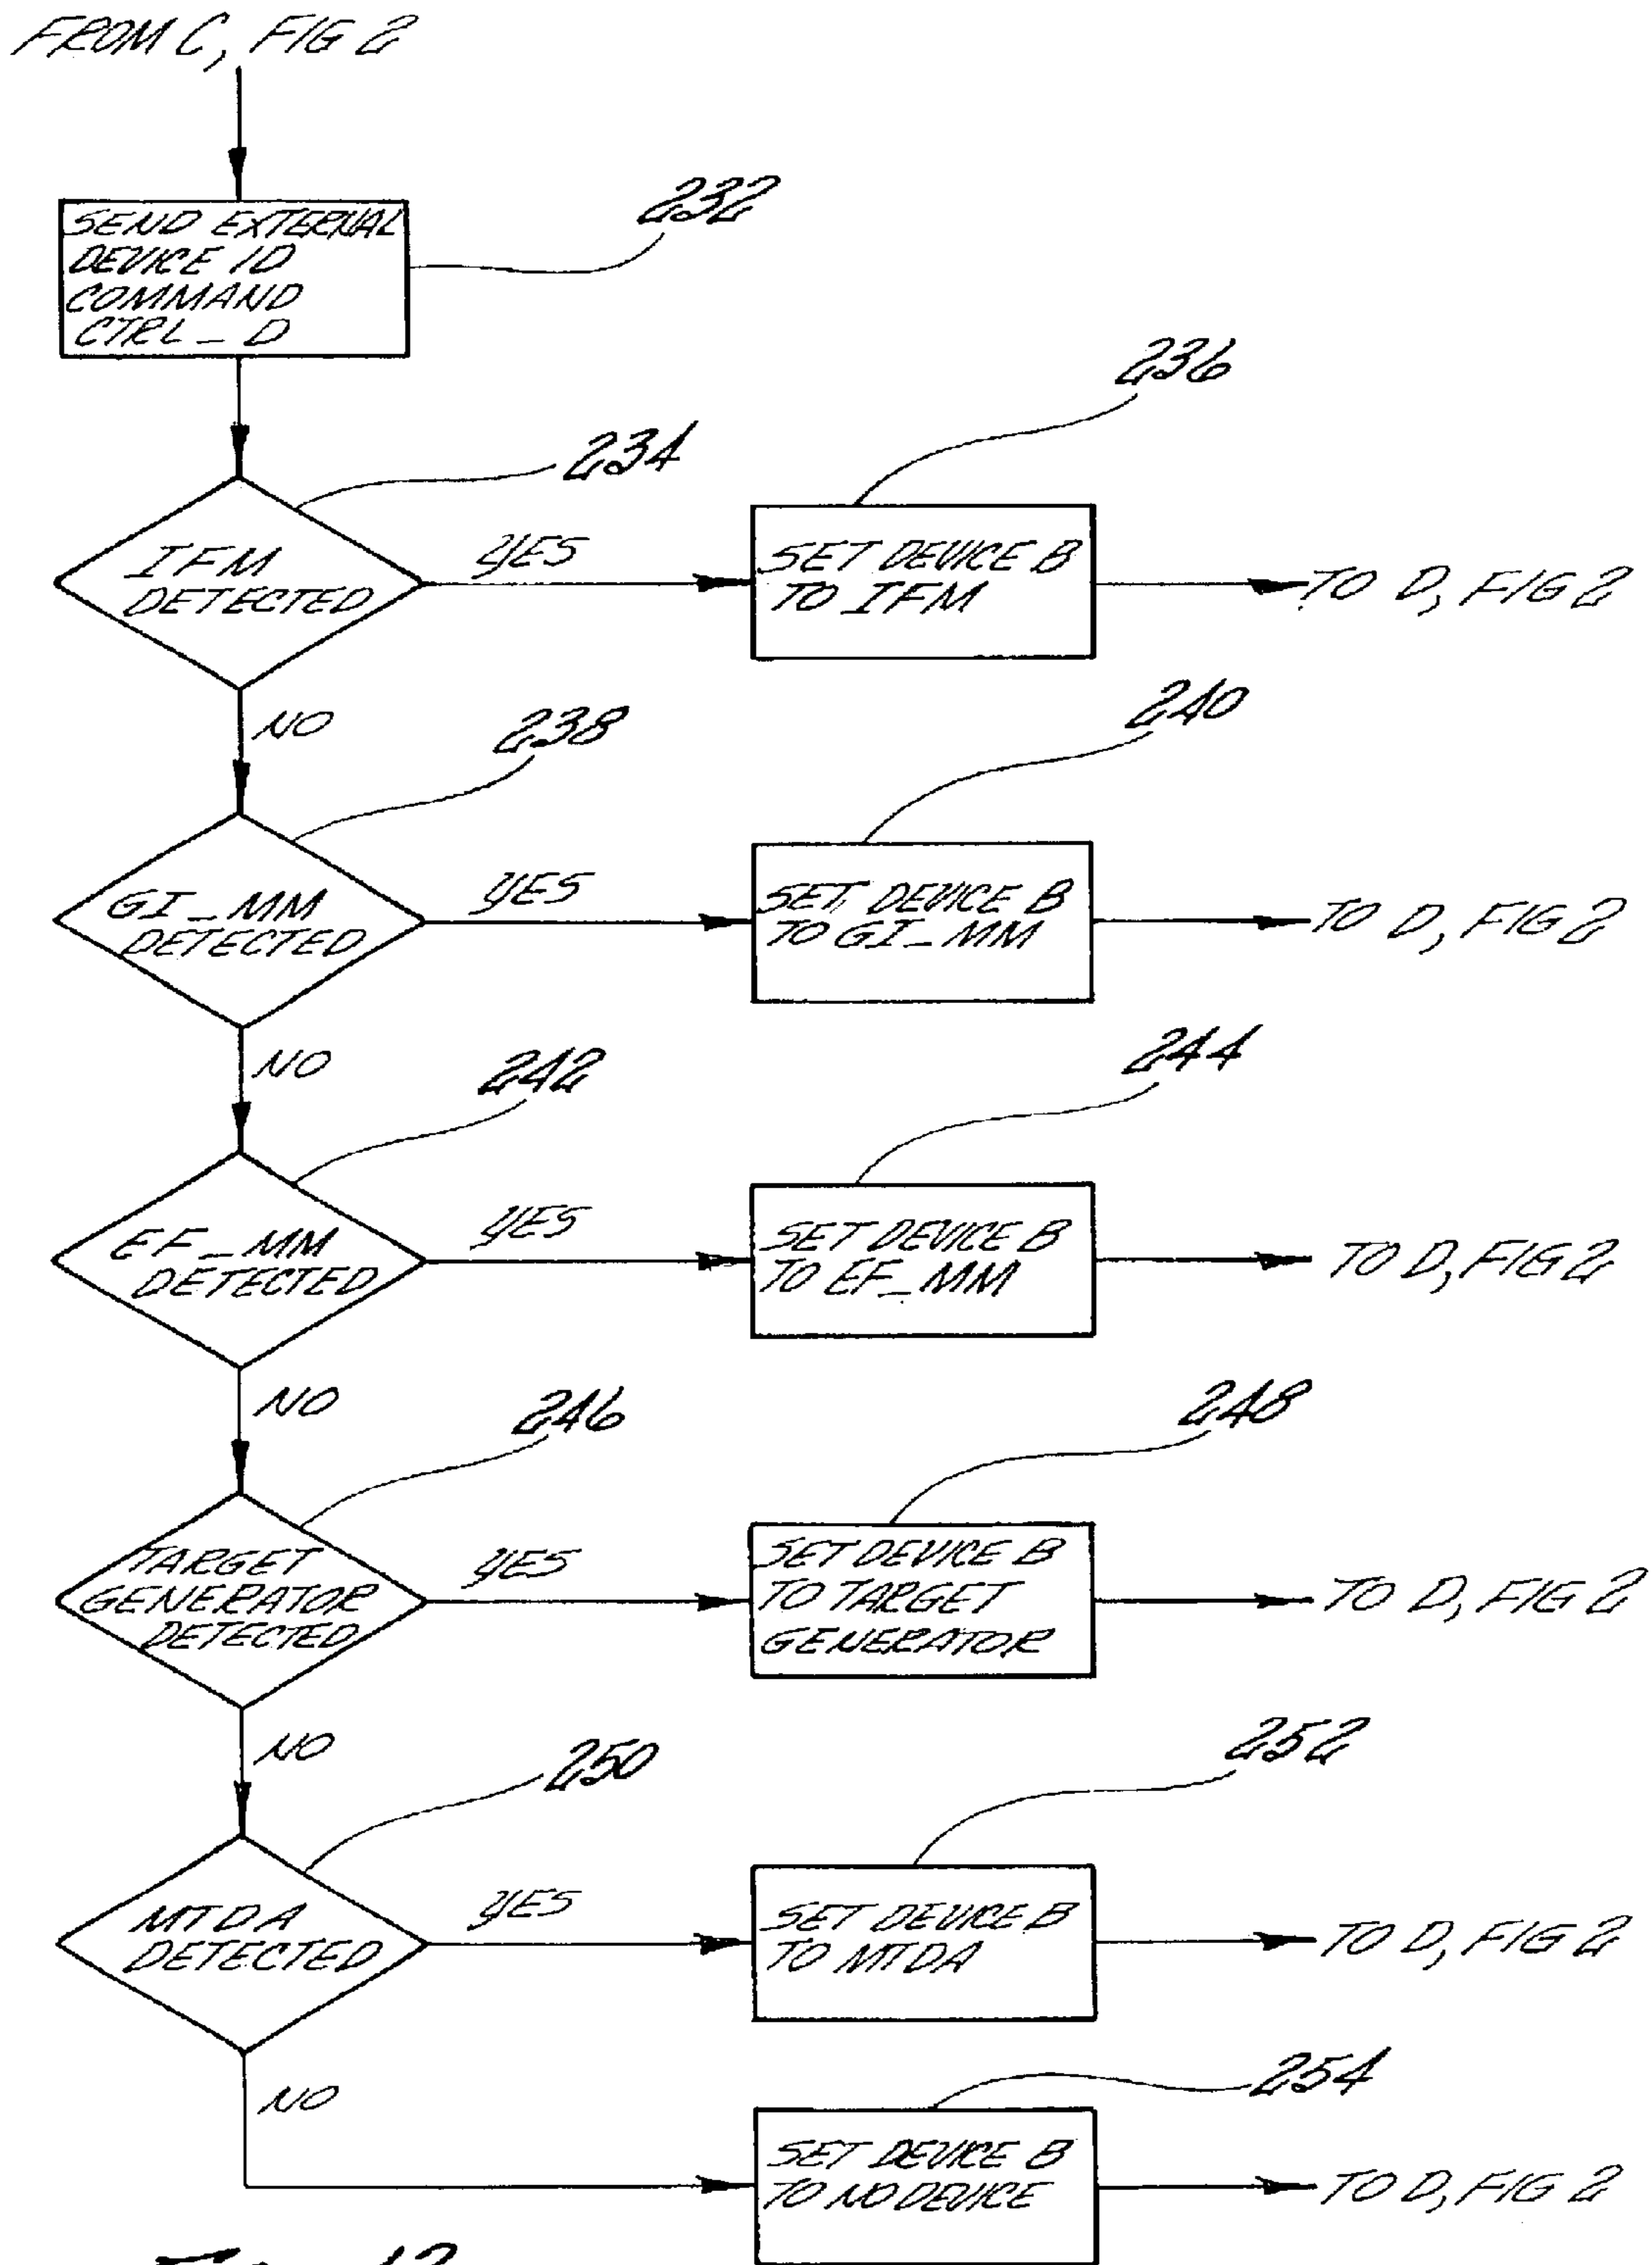 FROM C, FIG 2
SEND EXTERNAL
DEVICE ID
COMMAND
CTRL_D
232
234
IFM
DETECTED
YES
236
SET DEVICE B
TO IFM
TO D, FIG 2
NO
238
GI_MM
DETECTED
YES
240
SET DEVICE B
TO GI_MM
TO D, FIG 2
NO
242
EF_MM
DETECTED
YES
244
SET DEVICE B
TO EF_MM
TO D, FIG 2
NO
246
TARGET
GENERATOR
DETECTED
YES
248
SET DEVICE B
TO TARGET
GENERATOR
TO D, FIG 2
NO
250
MTDA
DETECTED
YES
252
SET DEVICE B
TO MTDA
TO D, FIG 2
NO
254
SET DEVICE B
TO NO DEVICE
TO D, FIG 2